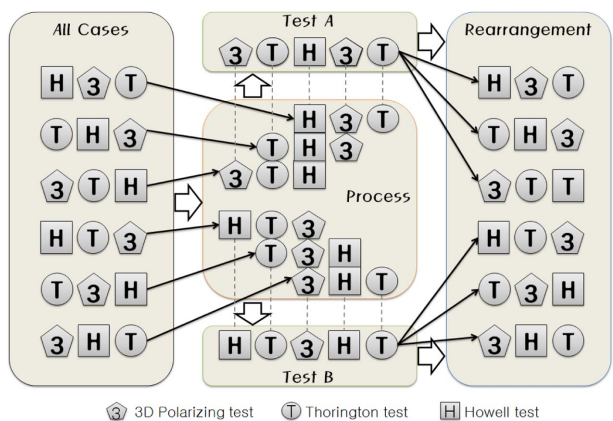 All Cases
H 3 T
T H 3
3 T H
H T 3
T 3 H
3 H T
Test A
3 T H 3 T
H 3 T
T H 3
3 T H
Process
H T 3
T 3 H
3 H T
H T 3 H T
Test B
Rearrangement
H 3 T
T H 3
3 T T
H T 3
T 3 H
3 H T
3 3D Polarizing test T Thorington test H Howell test